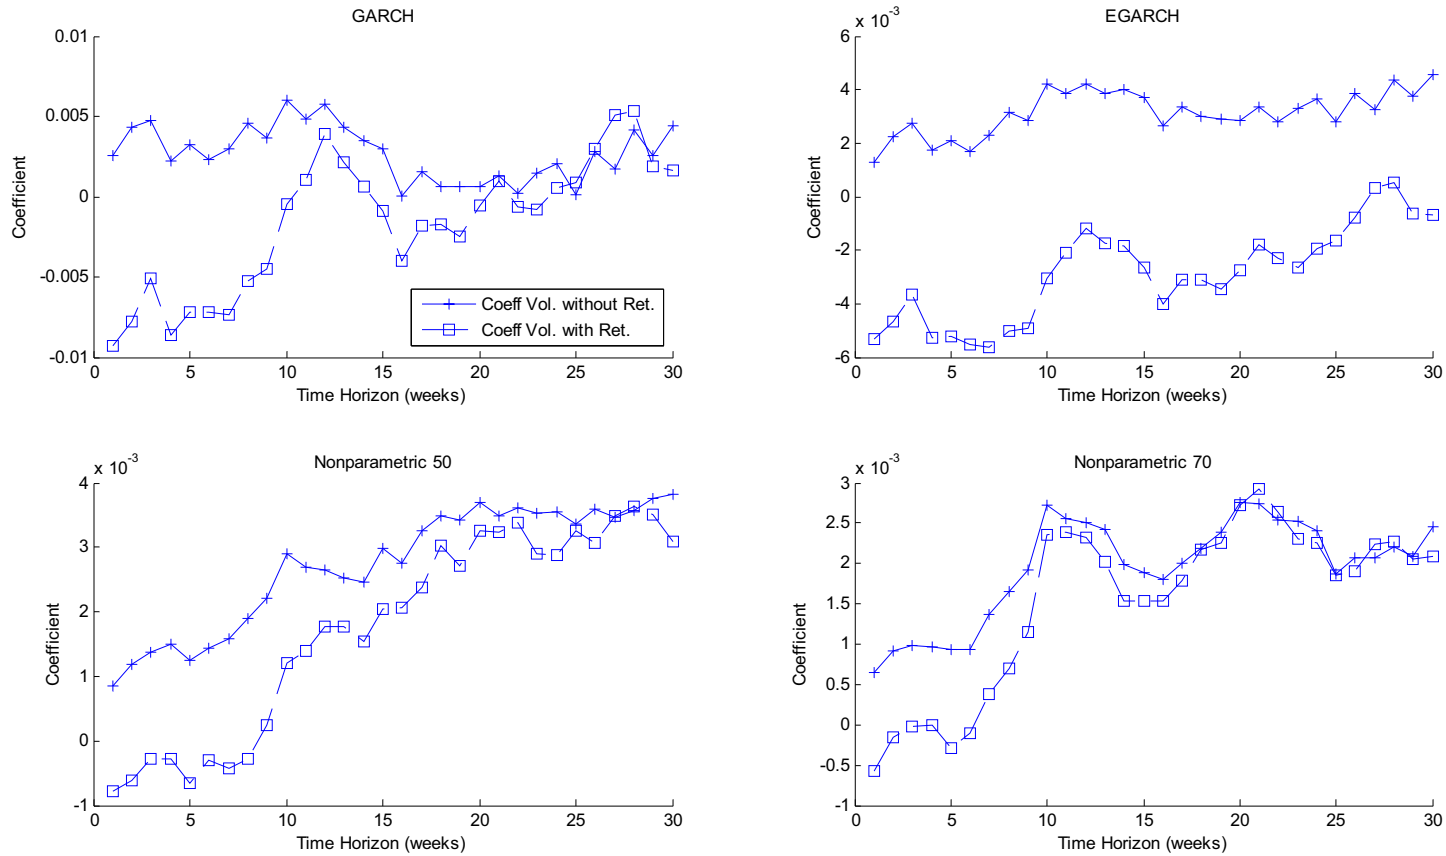 GARCH
0.01
0.005
0
-0.005
-0.01
Coefficient
0 5 10 15 20 25 30
Time Horizon (weeks)
Coeff Vol. without Ret.
Coeff Vol. with Ret.
EGARCH
x 10-3
6
4
2
0
-2
-4
-6
Coefficient
0 5 10 15 20 25 30
Time Horizon (weeks)
Nonparametric 50
x 10-3
4
3
2
1
0
-1
Coefficient
0 5 10 15 20 25 30
Time Horizon (weeks)
Nonparametric 70
x 10-3
3
2.5
2
1.5
1
0.5
0
-0.5
-1
Coefficient
0 5 10 15 20 25 30
Time Horizon (weeks)